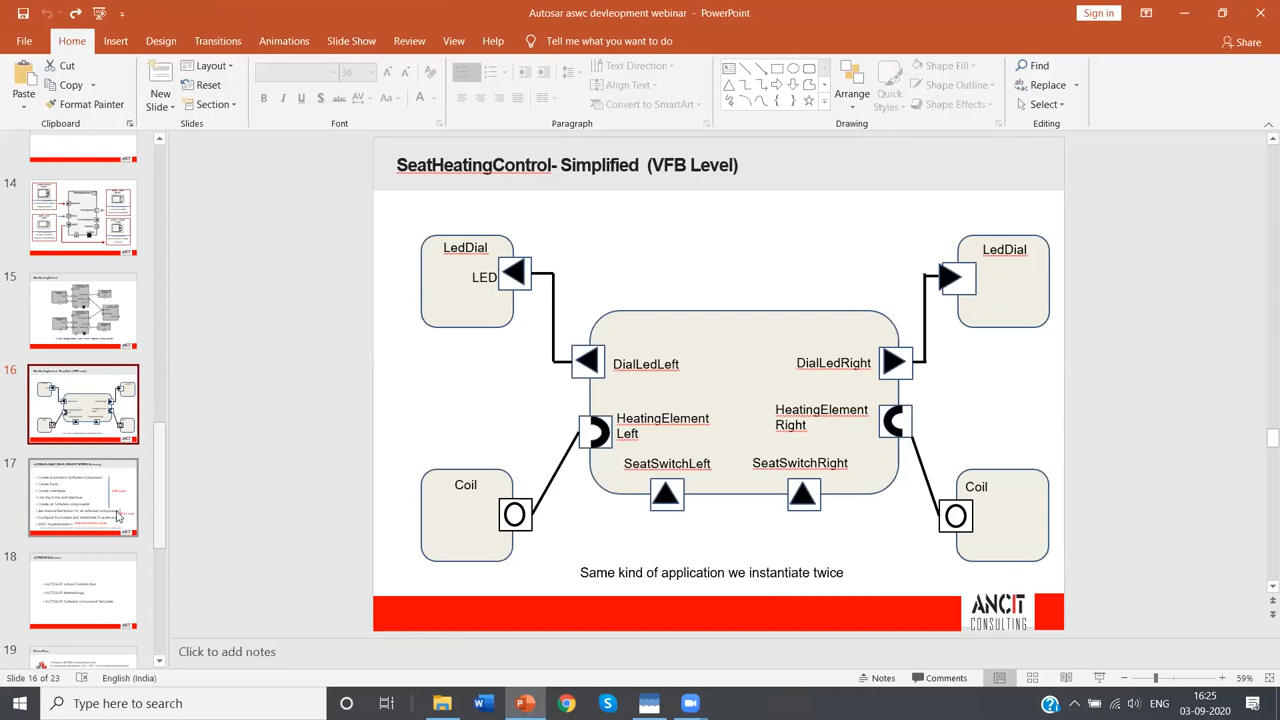 Autosar aswc dev webinar - PowerPoint
Sign in
File
Home
Insert
Design
Transitions
Animations
Slide Show
Review
View
Help
Tell me what you want to do
Share
Cut
Copy
Format Painter
Paste
Clipboard
New
Slide
Layout
Reset
Section
Slides
36
Font
Text Direction
Align Text
Convert to SmartArt
Paragraph
Arrange
Quick
Styles
Shape Fill
Shape Outline
Shape Effects
Drawing
Find
Replace
Select
Editing
14
15
16
17
18
19
SeatHeatingControl- Simplified (VFB Level)
LedDial
LED
LedDial
DialLedLeft
DialLedRight
HeatingElement
Left
HeatingElement
Right
SeatSwitchLeft
SeatSwitchRight
Coil
Coil
Same kind of application we instantiate twice
ANCIT
CONSULTING
Click to add notes
Slide 16 of 23
English (India)
Notes
Comments
59%
Type here to search
ENG
16:25
03-09-2020